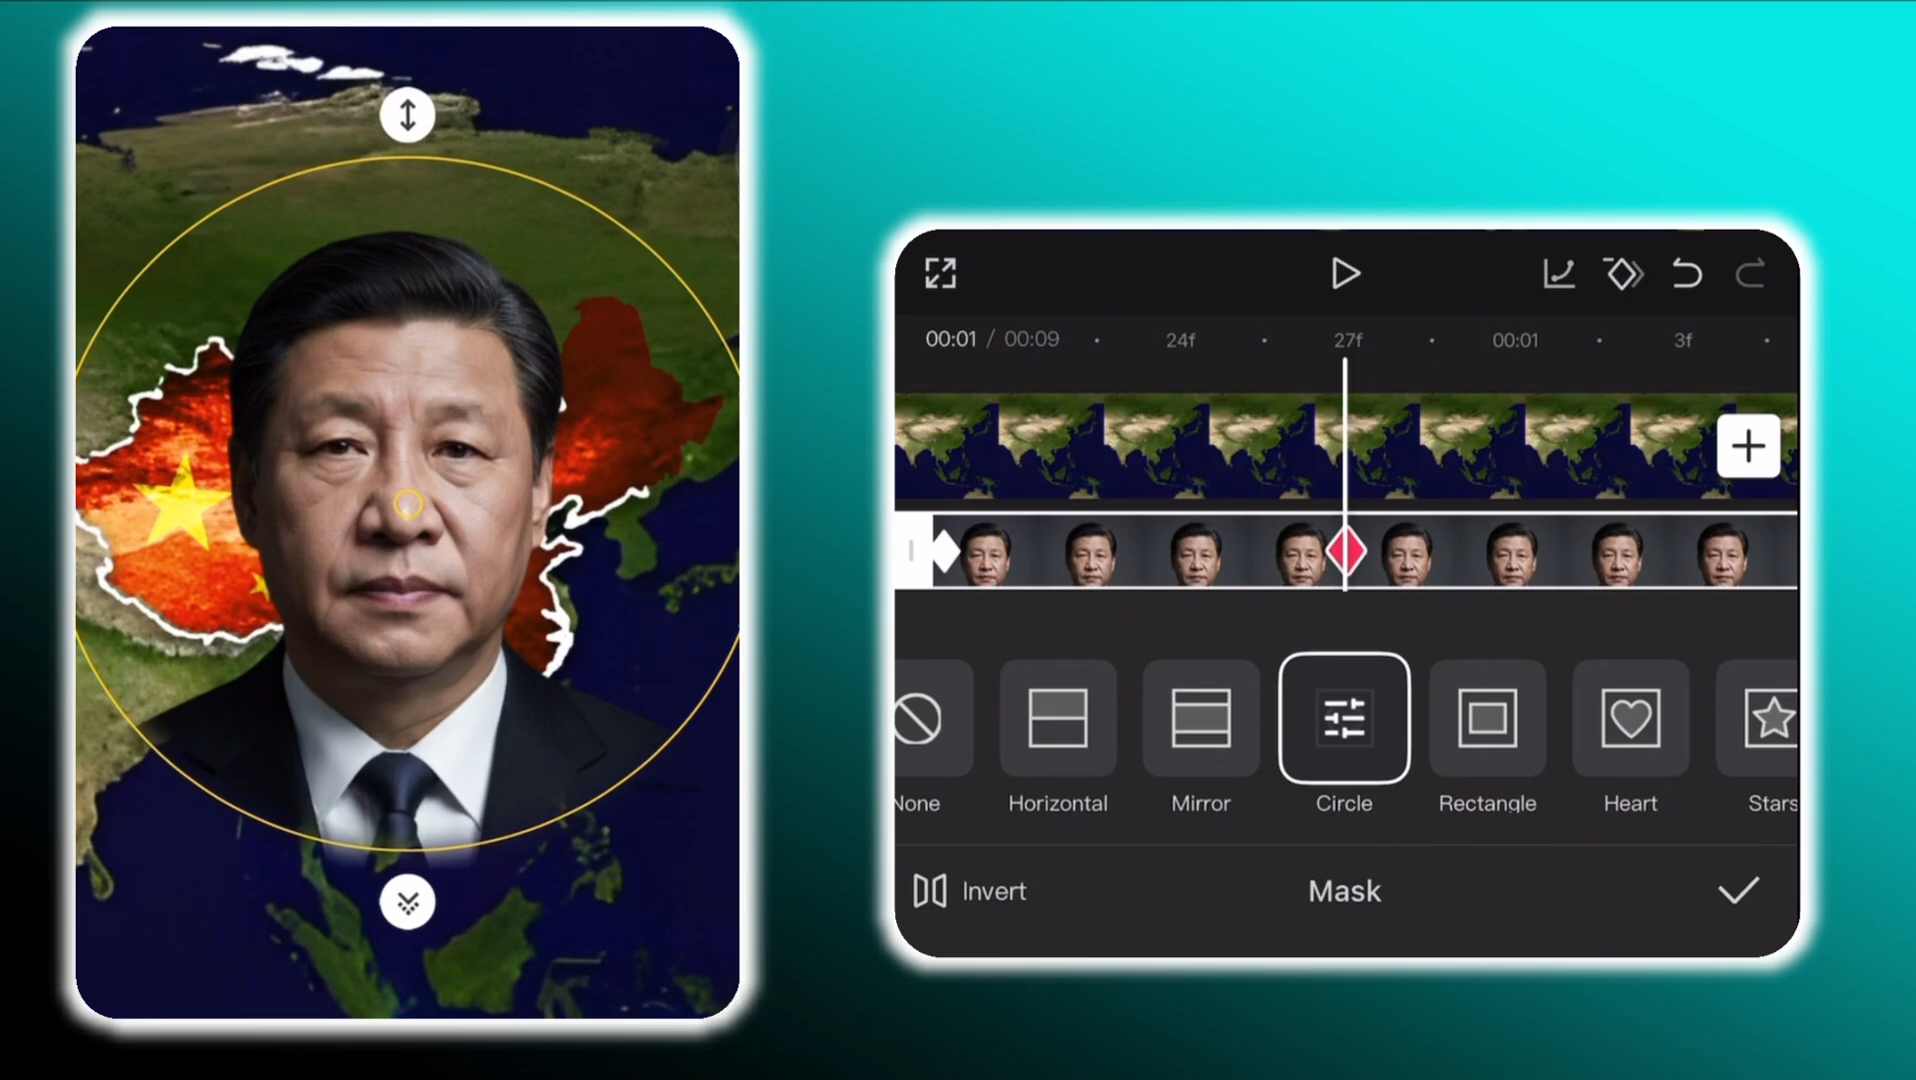 00:01 / 00:09 24f 27f 00:01 3f
None Horizontal Mirror Circle Rectangle Heart Stars
Invert Mask